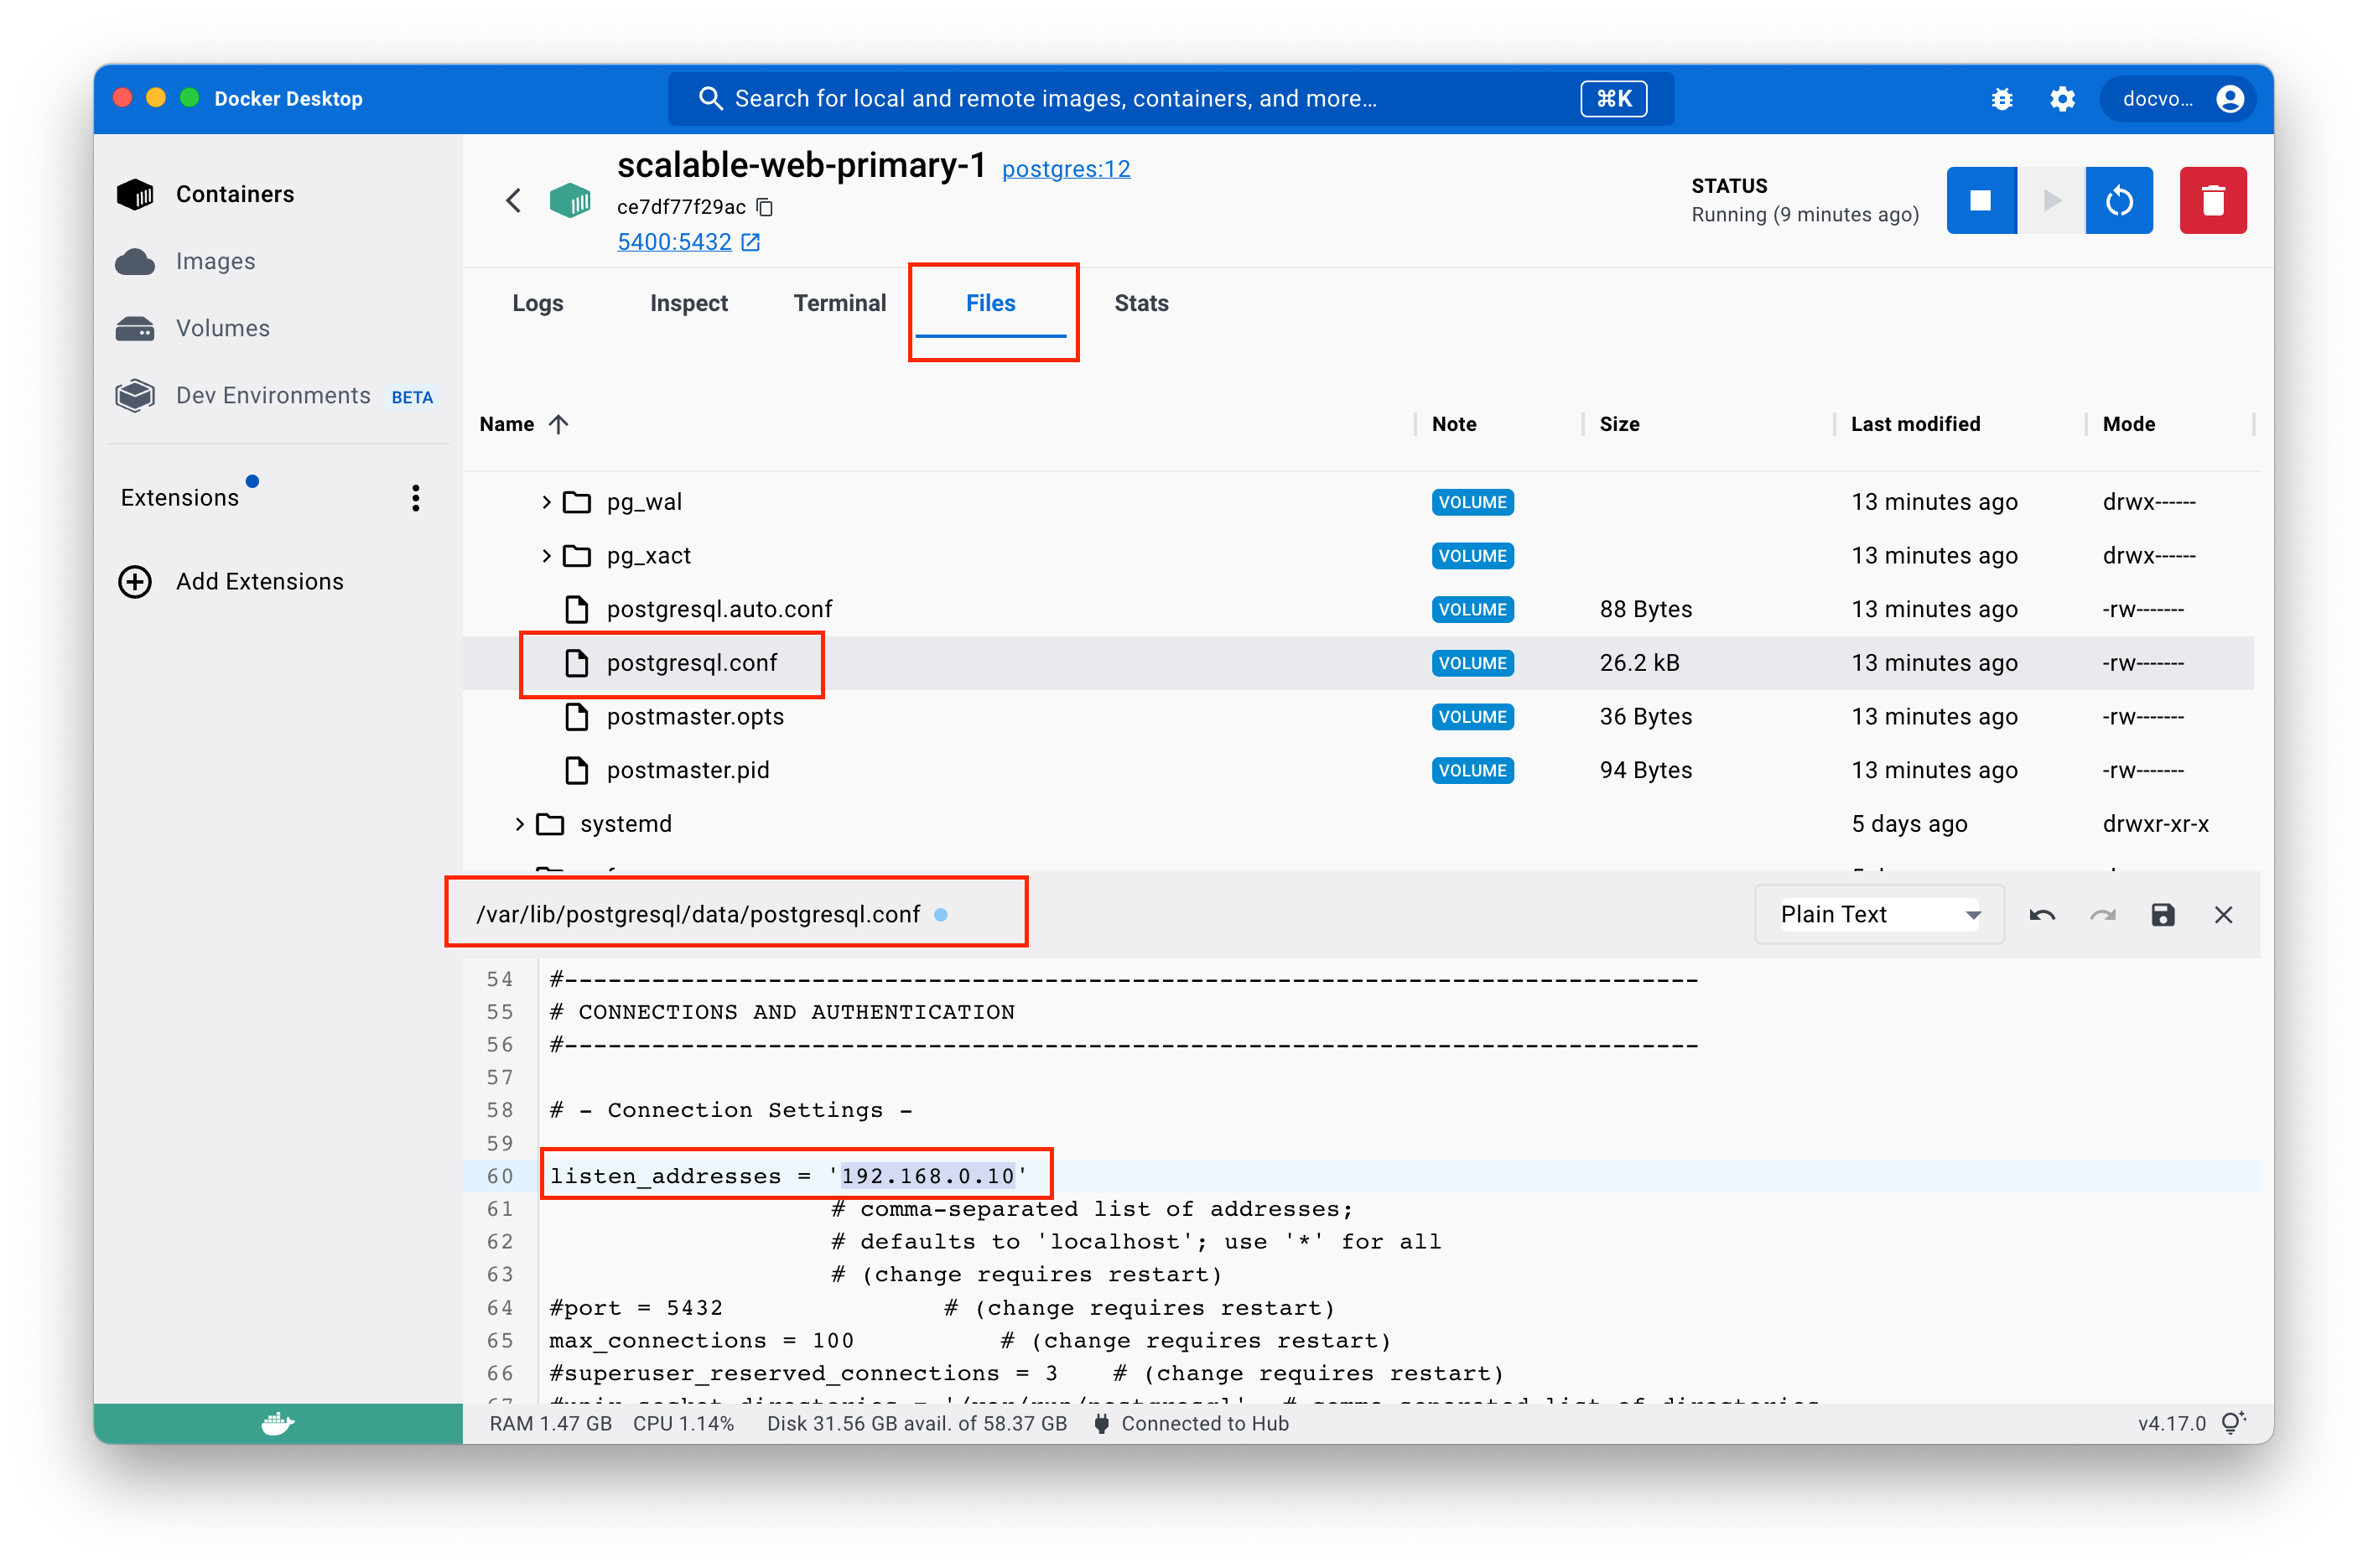 Docker Desktop
Search for local and remote images, containers, and more...
⌘K
docvo...
Containers
Images
Volumes
Dev Environments BETA
Extensions
Add Extensions
scalable-web-primary-1 postgres:12
ce7df77f29ac
5400:5432
STATUS
Running (9 minutes ago)
Logs Inspect Terminal Files Stats
Name Note Size Last modified Mode
pg_wal VOLUME 13 minutes ago drwx------
pg_xact VOLUME 13 minutes ago drwx------
postgresql.auto.conf VOLUME 88 Bytes 13 minutes ago -rw-------
postgresql.conf VOLUME 26.2 kB 13 minutes ago -rw-------
postmaster.opts VOLUME 36 Bytes 13 minutes ago -rw-------
postmaster.pid VOLUME 94 Bytes 13 minutes ago -rw-------
systemd 5 days ago drwxr-xr-x
/var/lib/postgresql/data/postgresql.conf
Plain Text
54 #------------------------------------------------------------------------------
55 # CONNECTIONS AND AUTHENTICATION
56 #------------------------------------------------------------------------------
57
58 # - Connection Settings -
59
60 listen_addresses = '192.168.0.10'
61 # comma-separated list of addresses;
62 # defaults to 'localhost'; use '*' for all
63 # (change requires restart)
64 #port = 5432 # (change requires restart)
65 max_connections = 100 # (change requires restart)
66 #superuser_reserved_connections = 3 # (change requires restart)
RAM 1.47 GB CPU 1.14% Disk 31.56 GB avail. of 58.37 GB Connected to Hub
v4.17.0